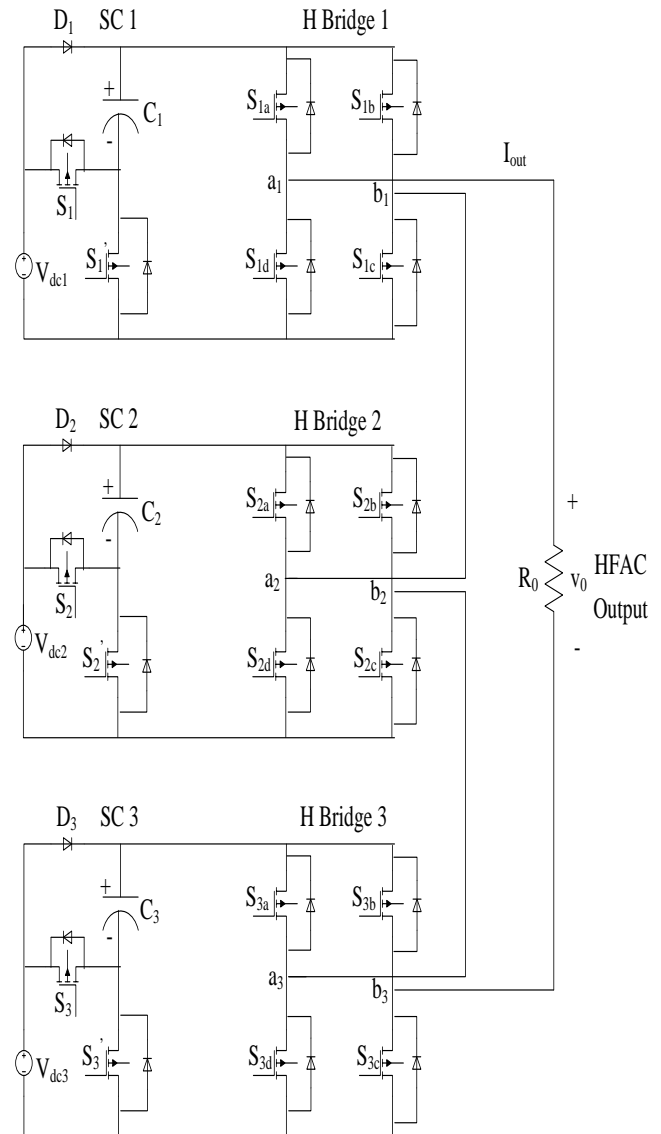 D₁ SC 1 H Bridge 1
+
C₁
-
S₁ₐ S₁b
Iout
a₁
b₁
S₁
S₁'
S₁d S₁c
Vdc1
+
-
D₂ SC 2 H Bridge 2
+
C₂
-
S₂ₐ S₂b
+
a₂
b₂
R₀ v₀ HFAC
Output
-
S₂
S₂'
S₂d S₂c
Vdc2
+
-
D₃ SC 3 H Bridge 3
+
C₃
-
S₃ₐ S₃b
a₃
b₃
S₃
S₃'
S₃d S₃c
Vdc3
+
-